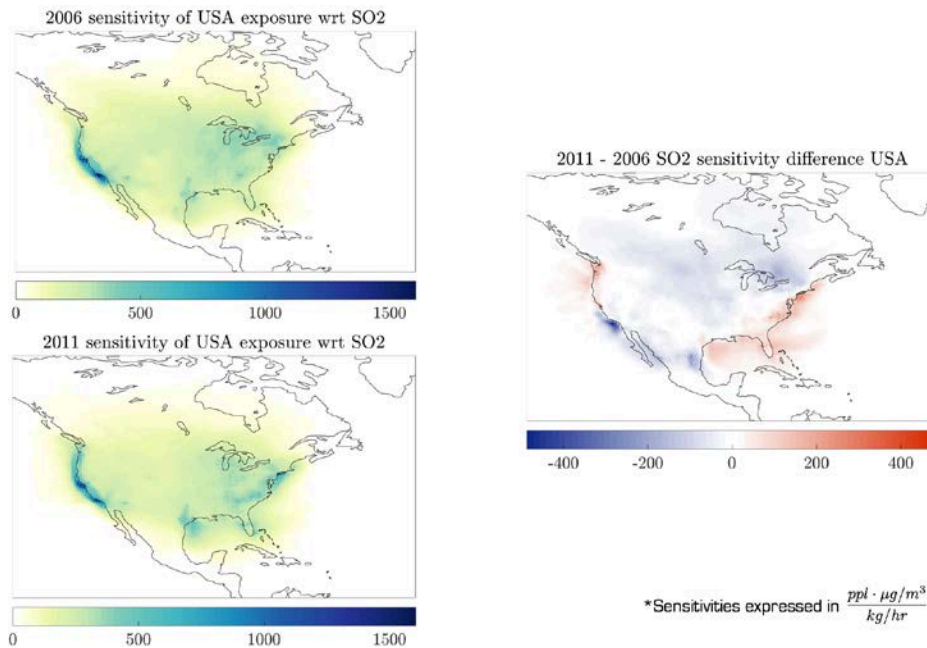 2006 sensitivity of USA exposure wrt SO2
0 500 1000 1500
2011 sensitivity of USA exposure wrt SO2
0 500 1000 1500
2011 - 2006 SO2 sensitivity difference USA
-400 -200 0 200 400
*Sensitivities expressed in ppl · μg/m³
kg/hr